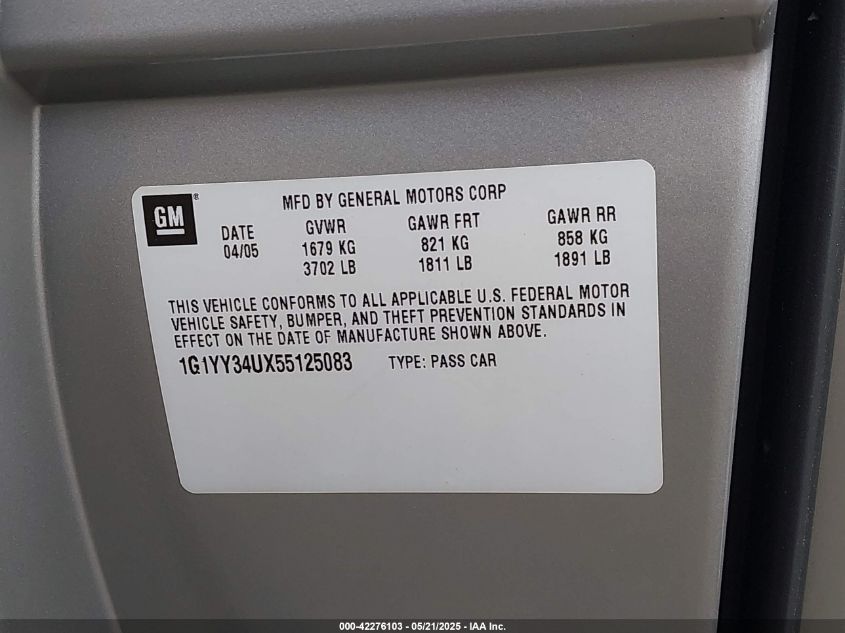 GM
MFD BY GENERAL MOTORS CORP
DATE GVWR GAWR FRT GAWR RR
04/05 1679 KG 821 KG 858 KG
3702 LB 1811 LB 1891 LB
THIS VEHICLE CONFORMS TO ALL APPLICABLE U.S. FEDERAL MOTOR
VEHICLE SAFETY, BUMPER, AND THEFT PREVENTION STANDARDS IN
EFFECT ON THE DATE OF MANUFACTURE SHOWN ABOVE.
1G1YY34UX55125083 TYPE: PASS CAR
000-42276103 - 05/21/2025 - IAA Inc.